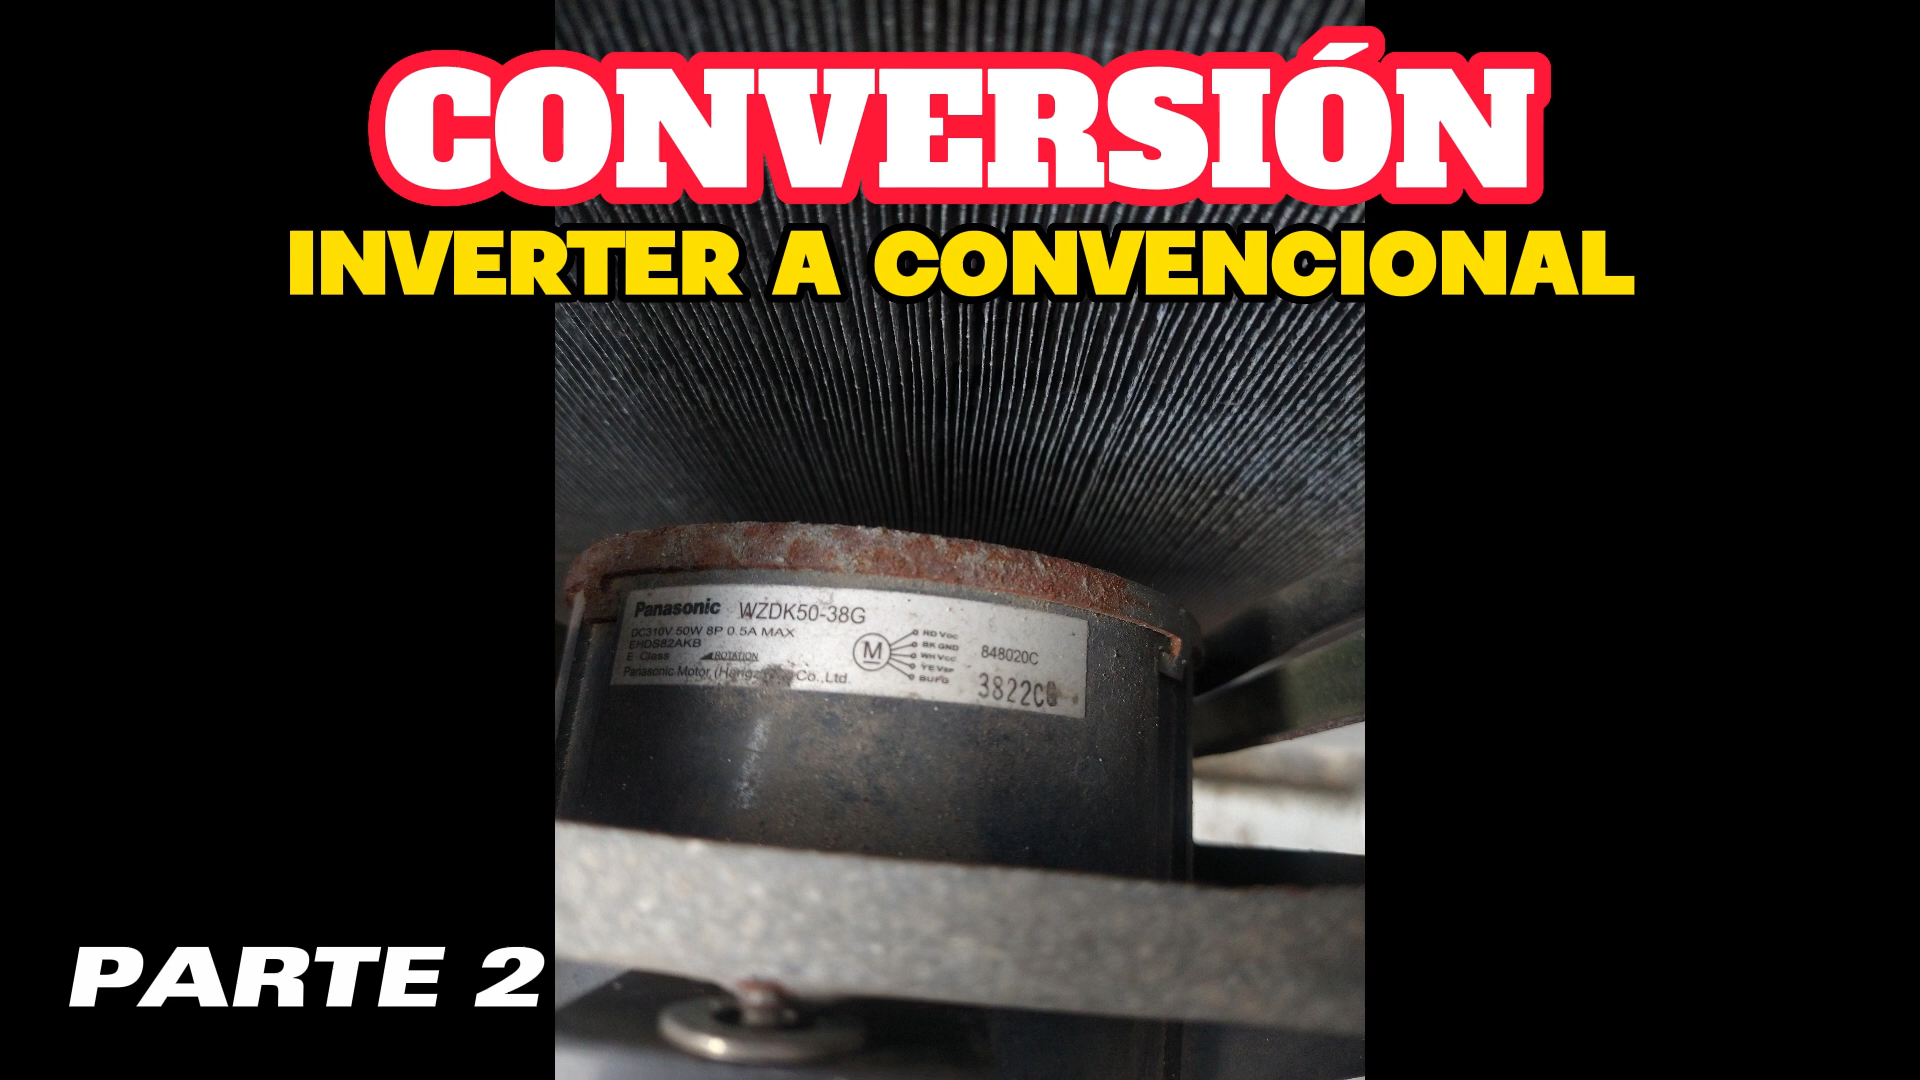 CONVERSIÓN
INVERTER A CONVENCIONAL
Panasonic WZDK50-38G
DC310V 50W 8P 0.5A MAX
EHDS82AKB
E Class ROTATION
Panasonic Motor Co.,Ltd.
M
RD VDC
BK GND
WH VCC
YE VSP
BU FG
848020C
3822C
PARTE 2